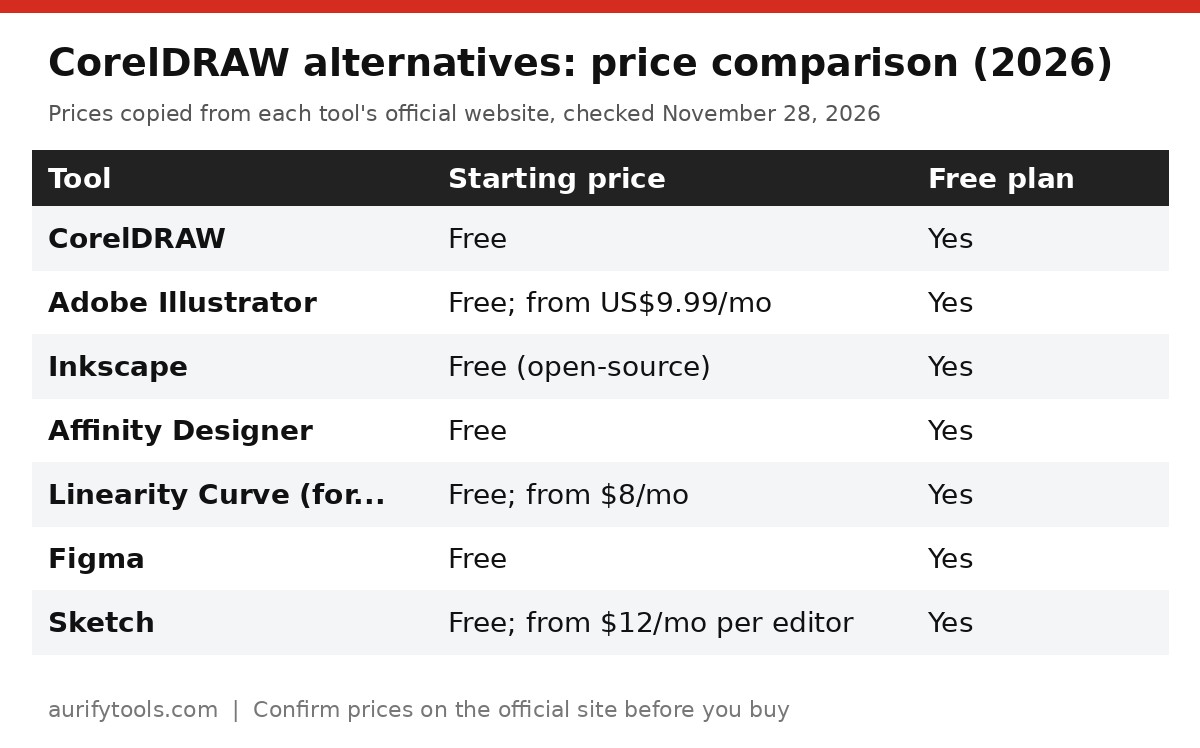 CorelDRAW alternatives: price comparison (2026)
Prices copied from each tool's official website, checked November 28, 2026
Tool Starting price Free plan
CorelDRAW Free Yes
Adobe Illustrator Free; from US$9.99/mo Yes
Inkscape Free (open-source) Yes
Affinity Designer Free Yes
Linearity Curve (for... Free; from $8/mo Yes
Figma Free Yes
Sketch Free; from $12/mo per editor Yes
aurifytools.com | Confirm prices on the official site before you buy